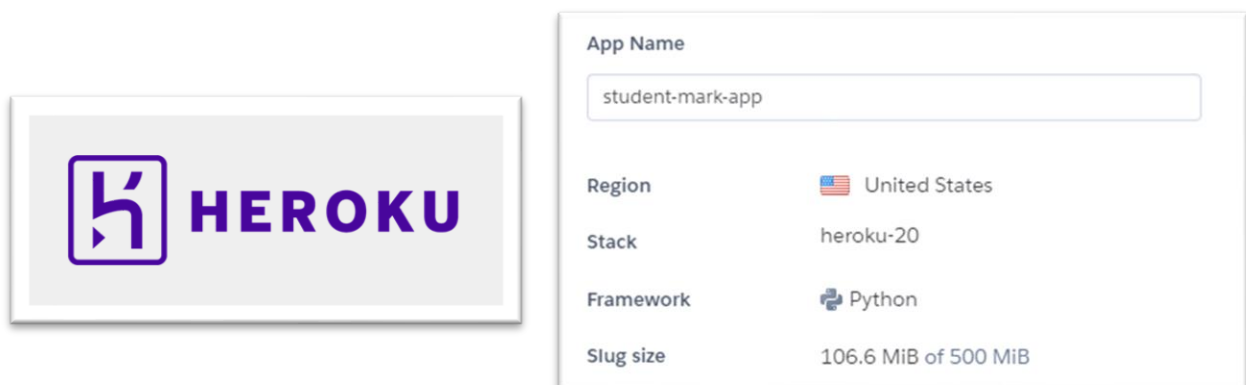 HEROKU
App Name
student-mark-app
Region United States
Stack heroku-20
Framework Python
Slug size 106.6 MiB of 500 MiB